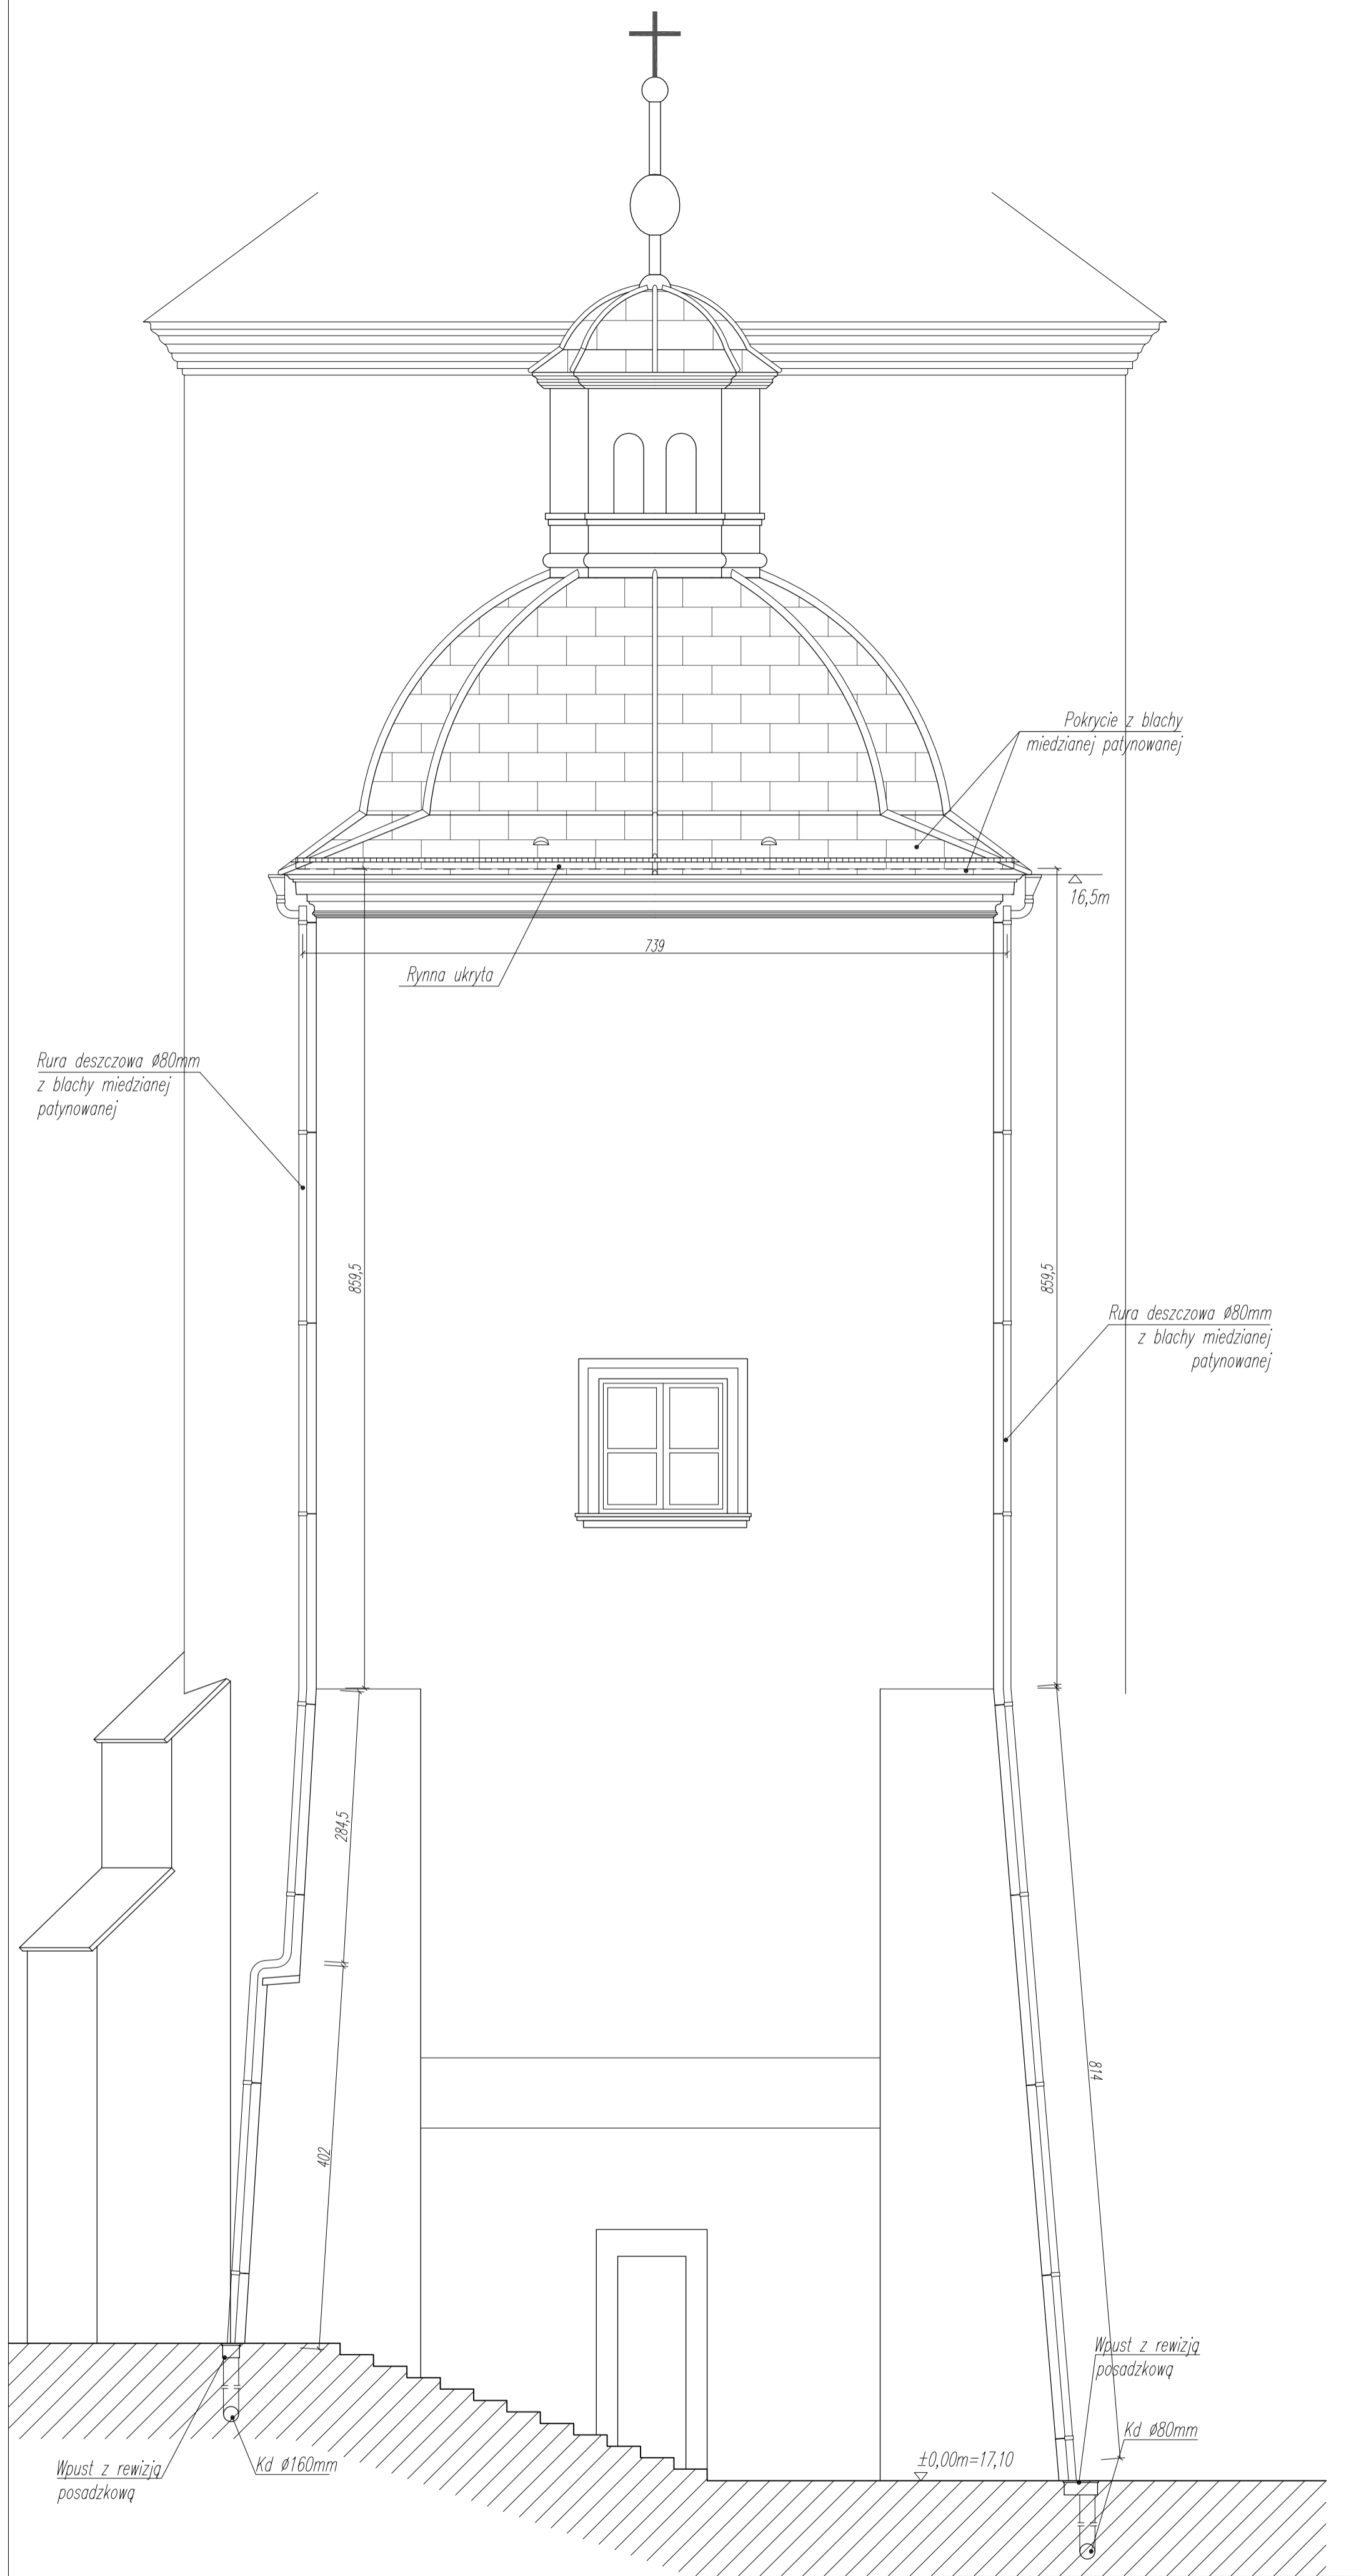 Pokrycie z blachy
miedzianej patynowanej
16,5m
739
Rynna ukryta
Rura deszczowa ø80mm
z blachy miedzianej
patynowanej
859,5
859,5
Rura deszczowa ø80mm
z blachy miedzianej
patynowanej
284,5
814
402
Wpust z rewizją
posadzkową
Kd ø80mm
±0,00m=17,10
Wpust z rewizją
posadzkową
Kd ø160mm